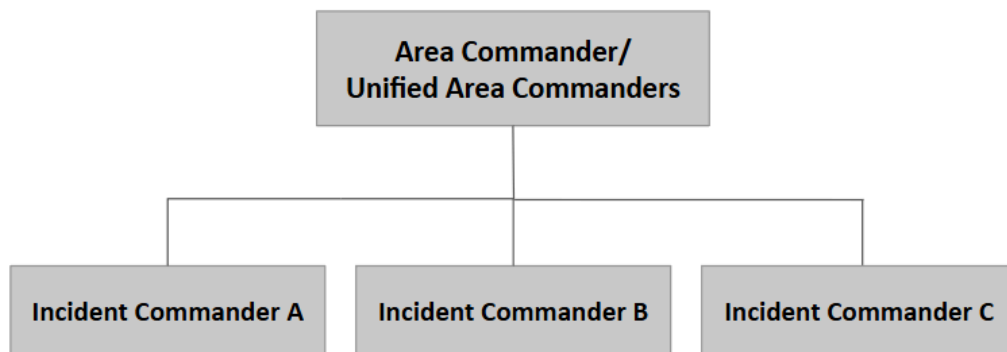 Area Commander/
Unified Area Commanders
Incident Commander A
Incident Commander B
Incident Commander C